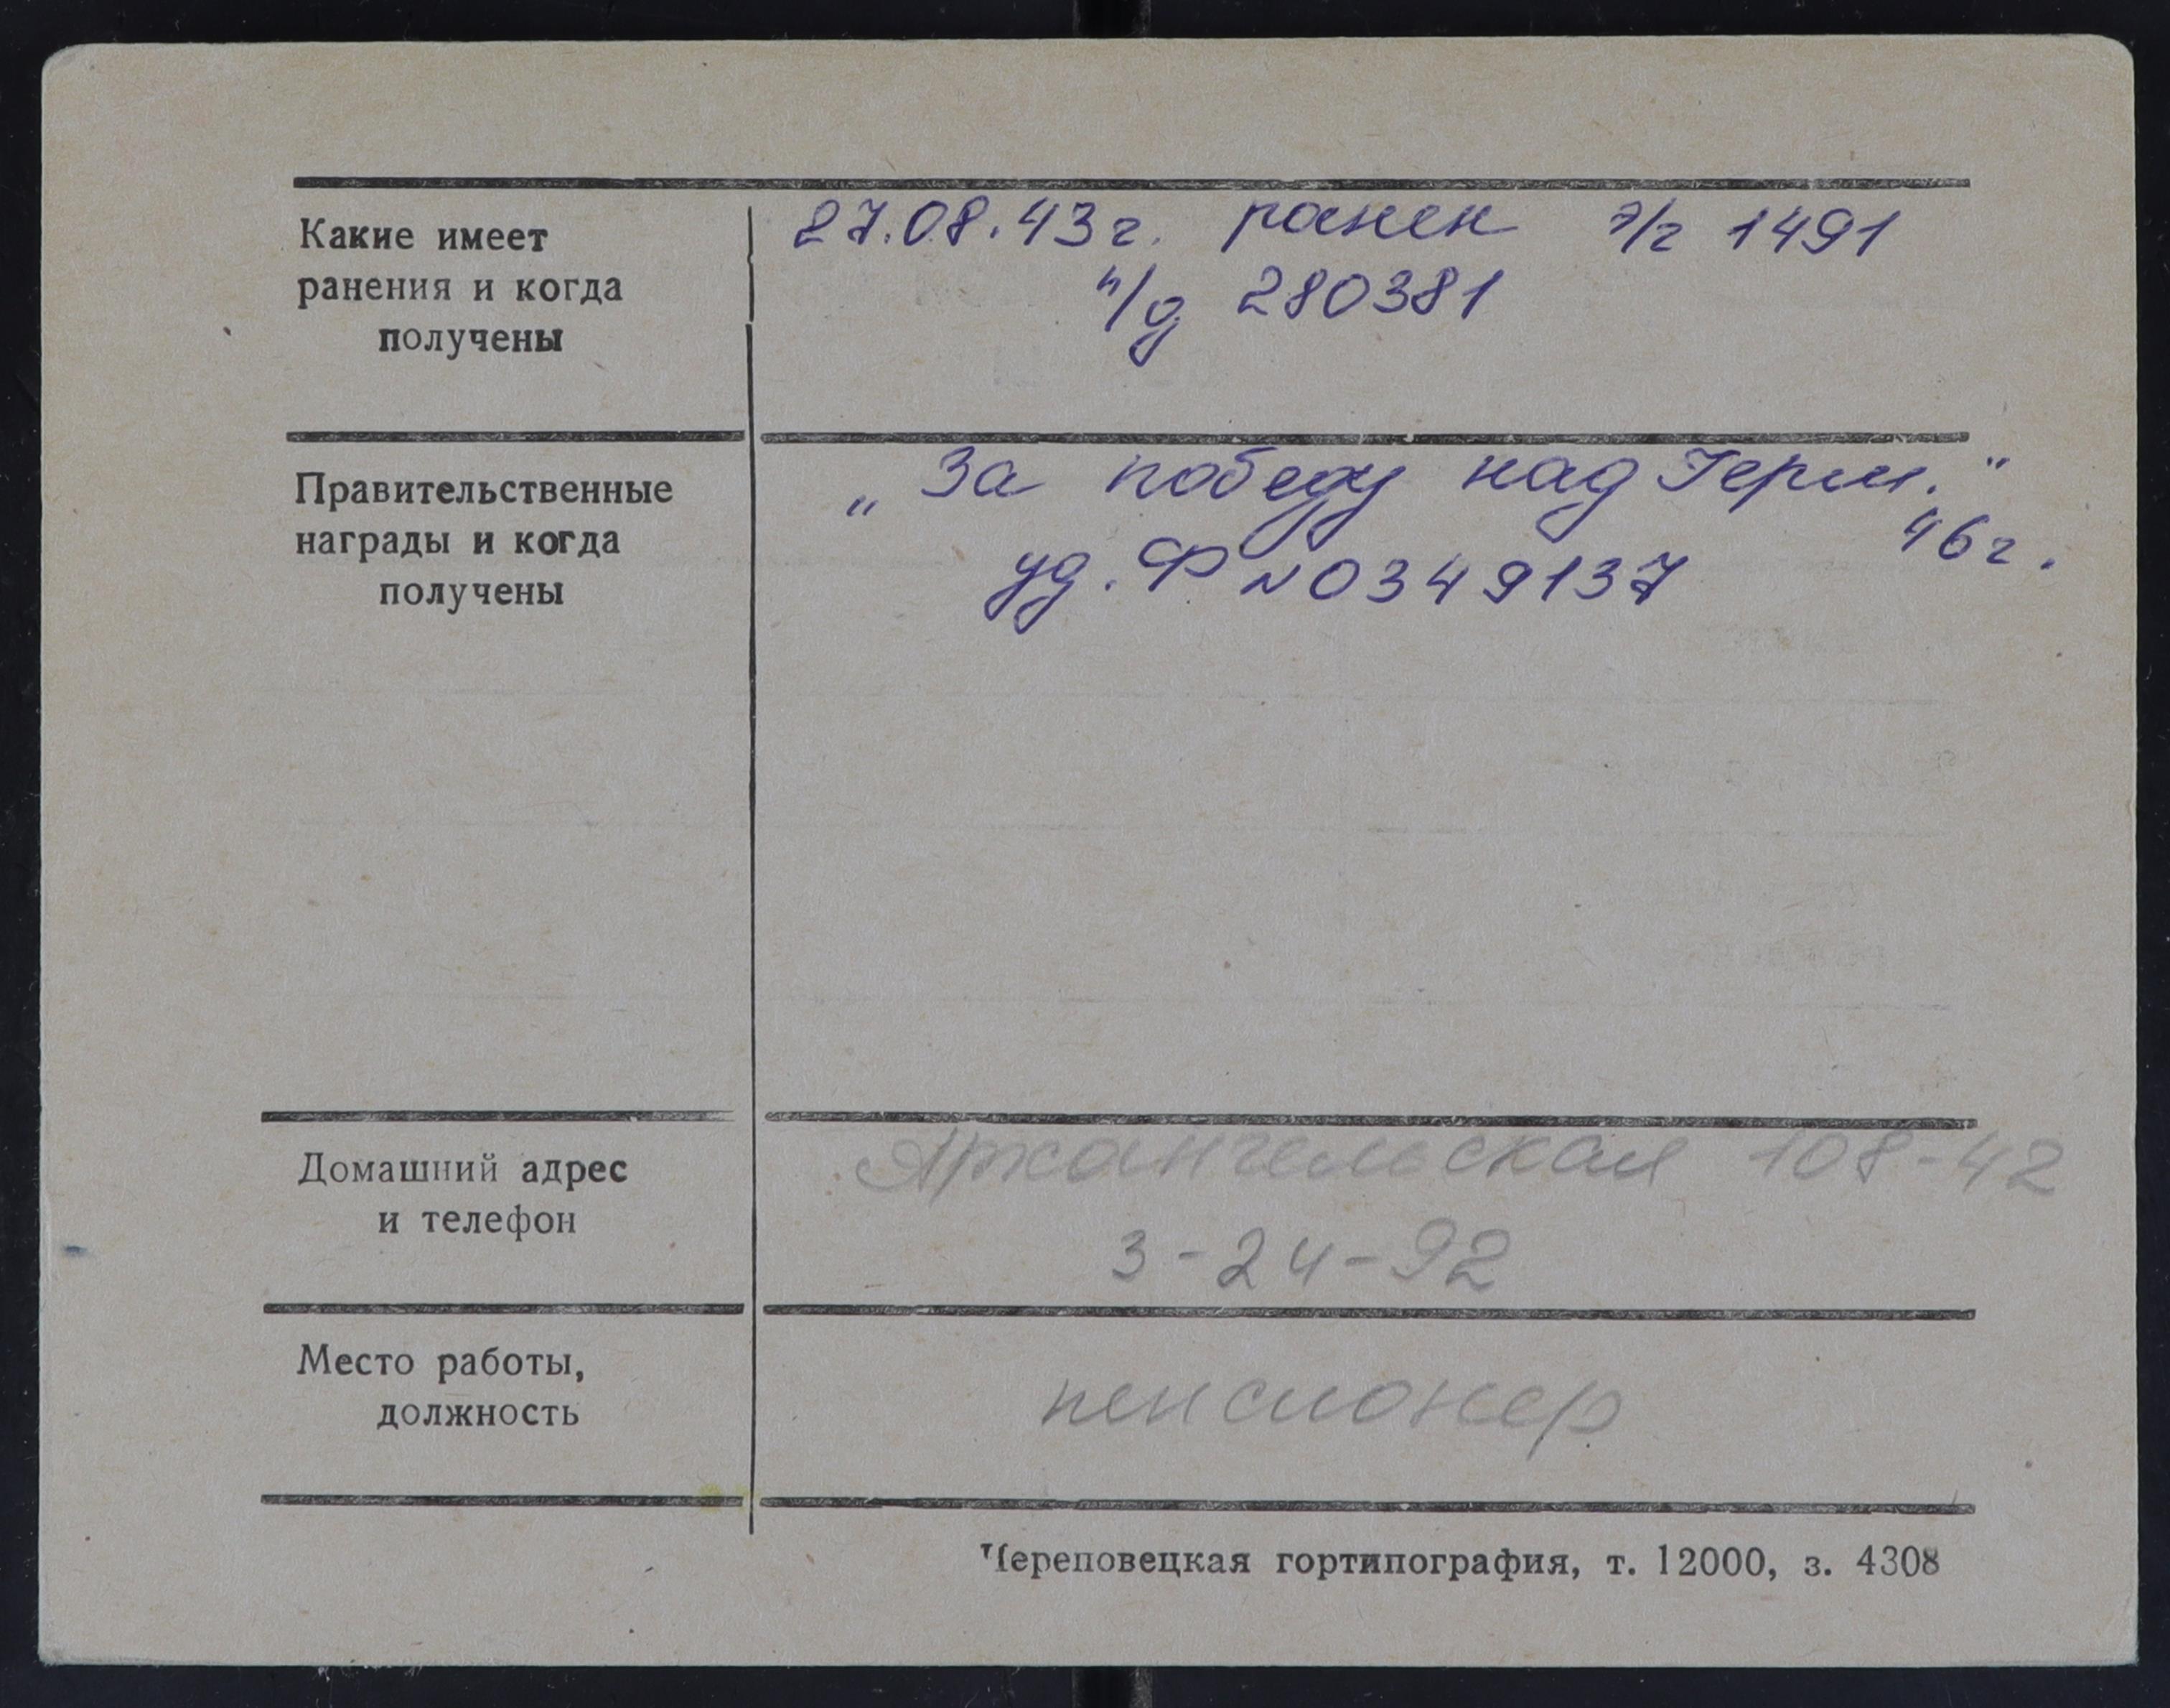 Какие имеет
ранения и когда
получены
27.08.43г. ранен э/г 1491
и/д 280381
Правительственные
награды и когда
получены
„За победу над Герм."
46г.
уд. Ф №0349137
Домашний адрес
и телефон
Архангельская 108-42
3-24-92
Место работы,
должность
пенсионер
Череповецкая гортипография, т. 12000, з. 4308